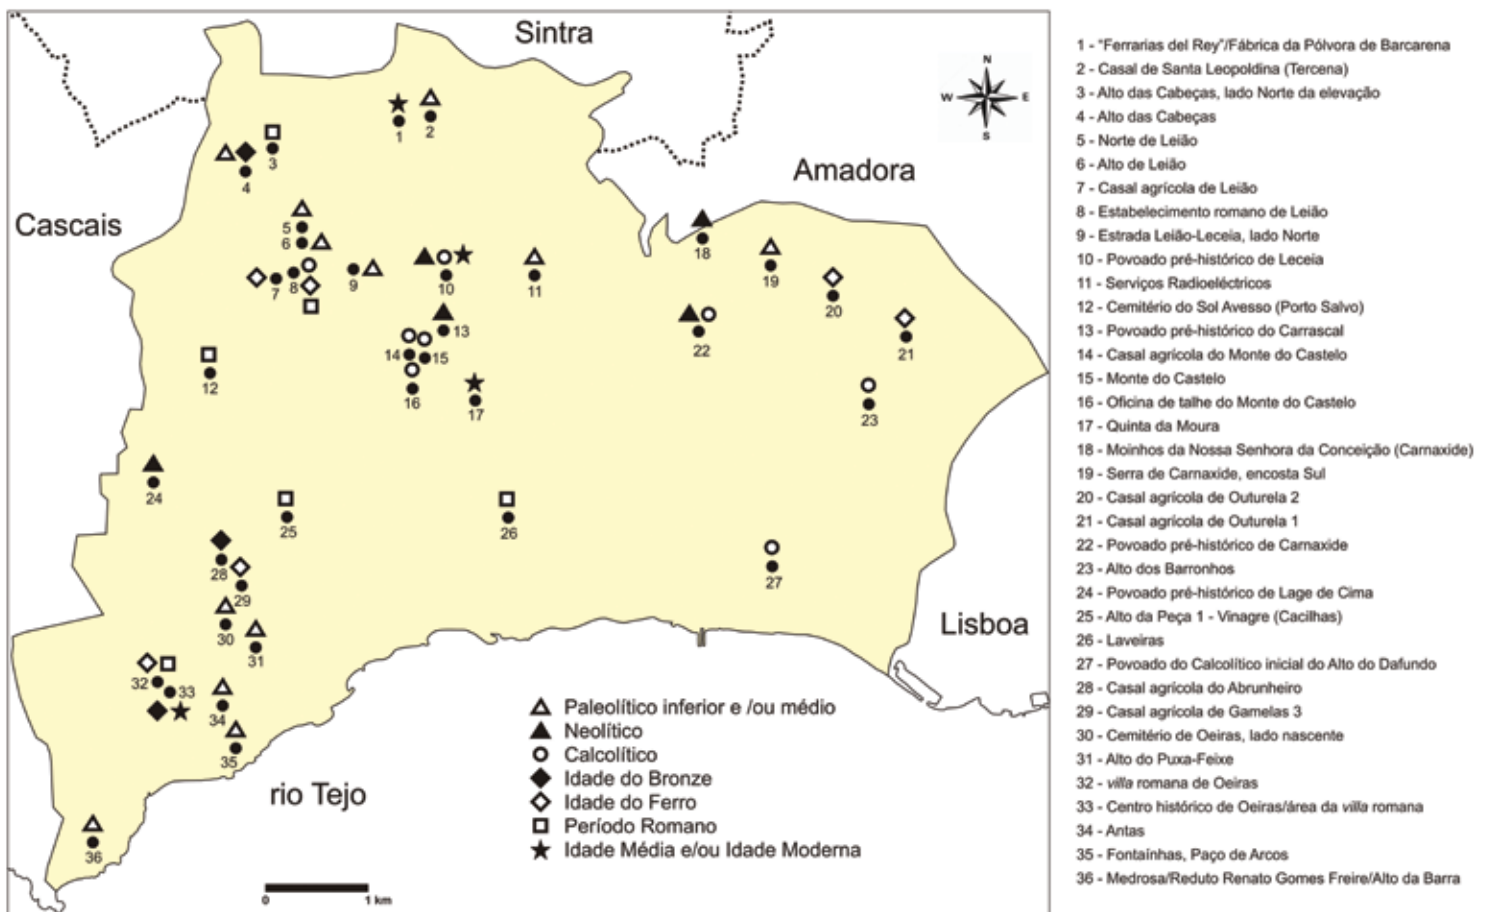 Sintra
N
W E
S
Amadora
Cascais
1
2
3
4
5
6
7
8
9
10
11
12
13
14
15
16
17
18
19
20
21
22
23
24
25
26
27
28
29
30
31
32
33
34
35
36
Lisboa
rio Tejo
Paleolítico inferior e /ou médio
Neolítico
Calcolítico
Idade do Bronze
Idade do Ferro
Período Romano
Idade Média e/ou Idade Moderna
0 1 km
1 - "Ferrarias del Rey"/Fábrica da Pólvora de Barcarena
2 - Casal de Santa Leopoldina (Tercena)
3 - Alto das Cabeças, lado Norte da elevação
4 - Alto das Cabeças
5 - Norte de Leião
6 - Alto de Leião
7 - Casal agrícola de Leião
8 - Estabelecimento romano de Leião
9 - Estrada Leião-Leceia, lado Norte
10 - Povoado pré-histórico de Leceia
11 - Serviços Radioeléctricos
12 - Cemitério do Sol Avesso (Porto Salvo)
13 - Povoado pré-histórico do Carrascal
14 - Casal agrícola do Monte do Castelo
15 - Monte do Castelo
16 - Oficina de talhe do Monte do Castelo
17 - Quinta da Moura
18 - Moinhos da Nossa Senhora da Conceição (Carnaxide)
19 - Serra de Carnaxide, encosta Sul
20 - Casal agrícola de Outurela 2
21 - Casal agrícola de Outurela 1
22 - Povoado pré-histórico de Carnaxide
23 - Alto dos Barronhos
24 - Povoado pré-histórico de Lage de Cima
25 - Alto da Peça 1 - Vinagre (Cacilhas)
26 - Laveiras
27 - Povoado do Calcolítico inicial do Alto do Dafundo
28 - Casal agrícola do Abrunheiro
29 - Casal agrícola de Gamelas 3
30 - Cemitério de Oeiras, lado nascente
31 - Alto do Puxa-Feixe
32 - villa romana de Oeiras
33 - Centro histórico de Oeiras/área da villa romana
34 - Antas
35 - Fontaínhas, Paço de Arcos
36 - Medrosa/Reduto Renato Gomes Freire/Alto da Barra